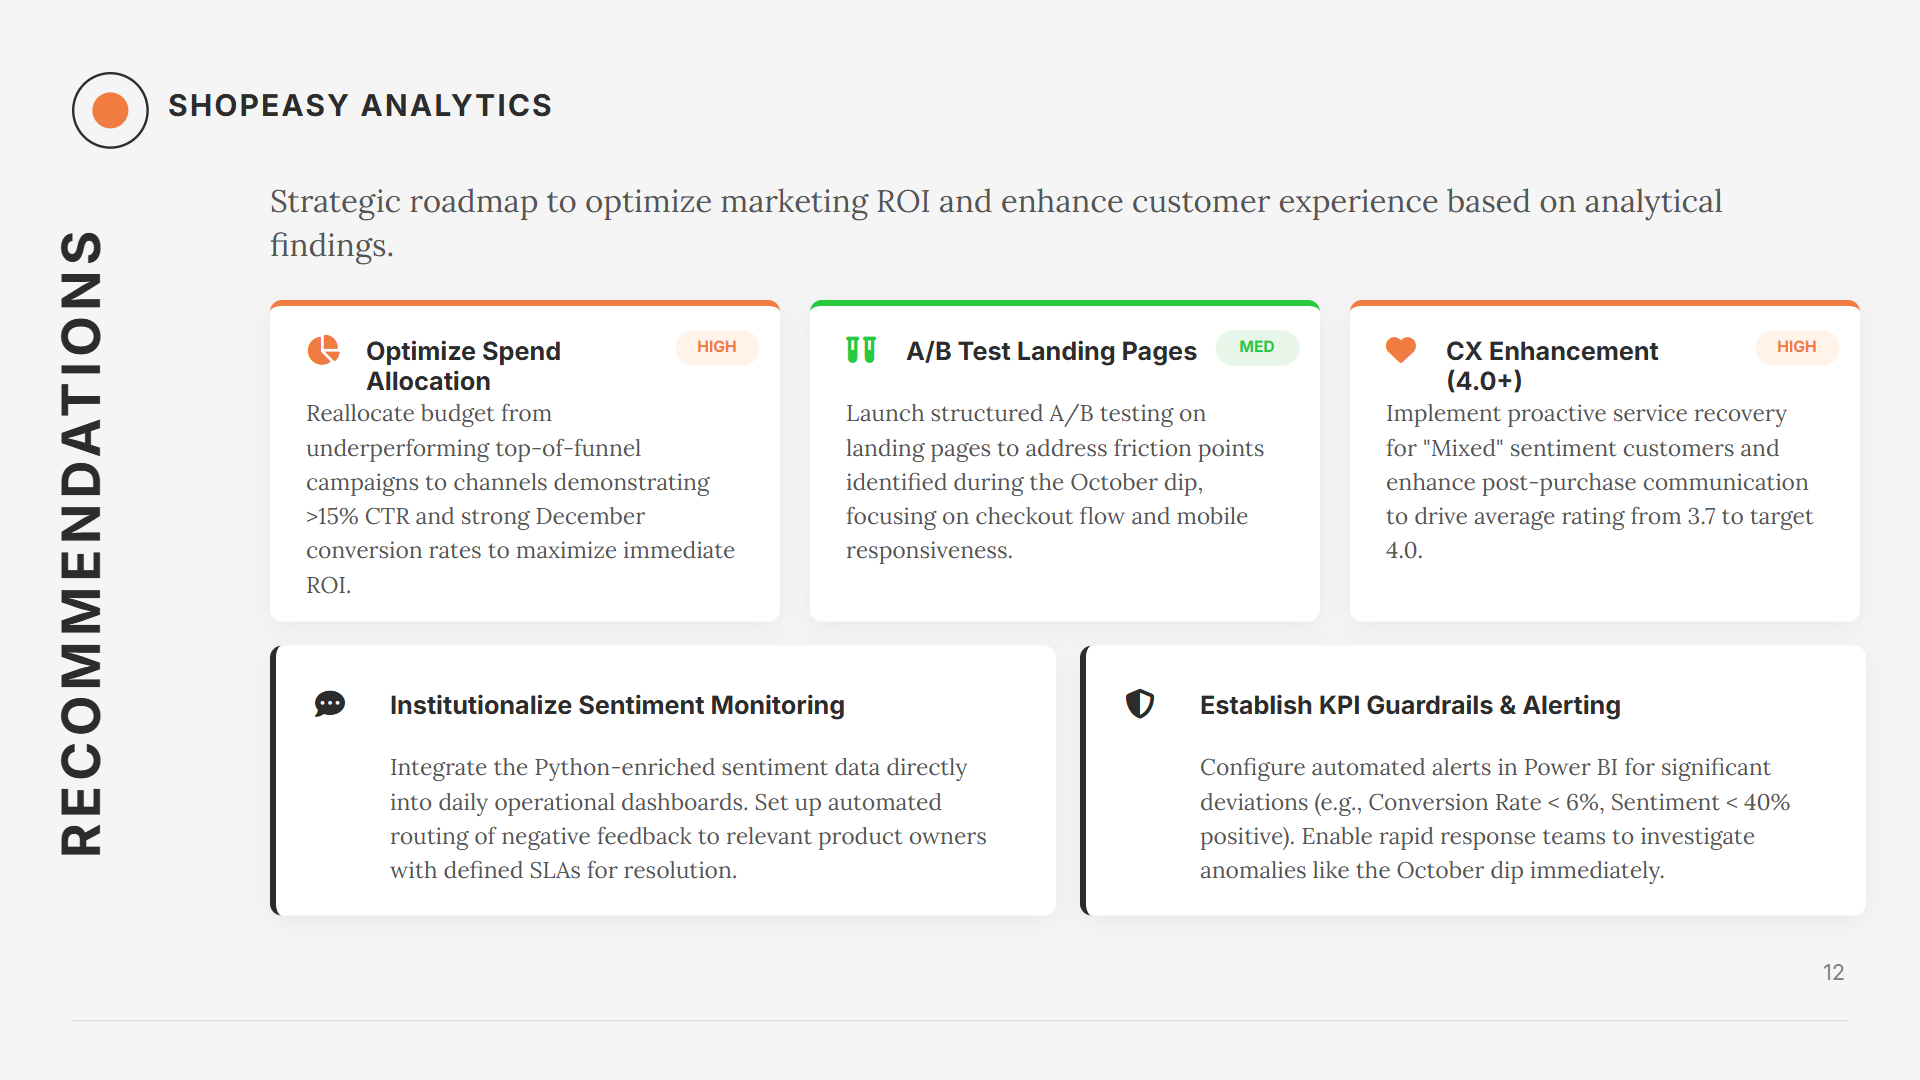 SHOPEASY ANALYTICS
RECOMMENDATIONS
Strategic roadmap to optimize marketing ROI and enhance customer experience based on analytical
findings.
Optimize Spend
Allocation
HIGH
Reallocate budget from
underperforming top-of-funnel
campaigns to channels demonstrating
>15% CTR and strong December
conversion rates to maximize immediate
ROI.
A/B Test Landing Pages
MED
Launch structured A/B testing on
landing pages to address friction points
identified during the October dip,
focusing on checkout flow and mobile
responsiveness.
CX Enhancement
(4.0+)
HIGH
Implement proactive service recovery
for "Mixed" sentiment customers and
enhance post-purchase communication
to drive average rating from 3.7 to target
4.0.
Institutionalize Sentiment Monitoring
Integrate the Python-enriched sentiment data directly
into daily operational dashboards. Set up automated
routing of negative feedback to relevant product owners
with defined SLAs for resolution.
Establish KPI Guardrails & Alerting
Configure automated alerts in Power BI for significant
deviations (e.g., Conversion Rate < 6%, Sentiment < 40%
positive). Enable rapid response teams to investigate
anomalies like the October dip immediately.
12